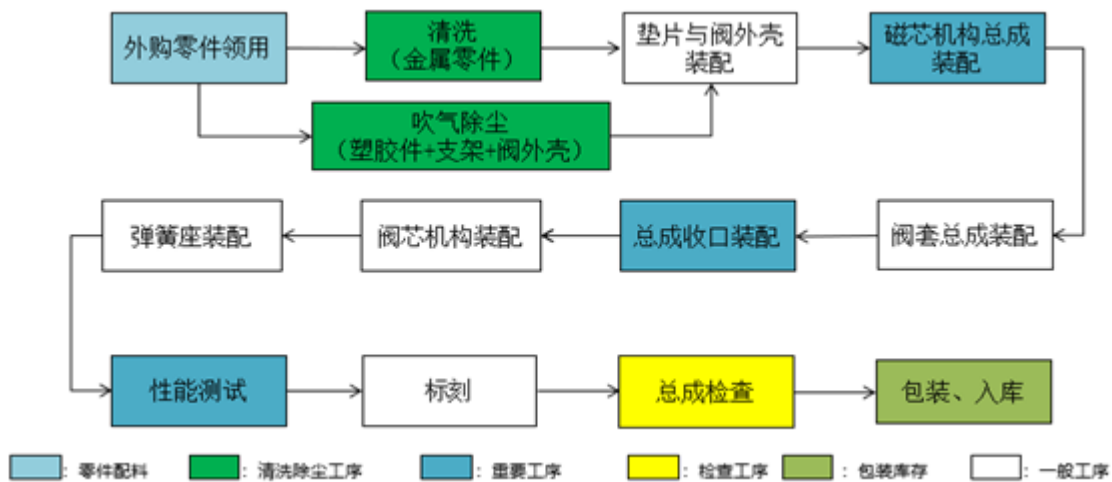 外购零件领用
清洗
（金属零件）
垫片与阀外壳
装配
磁芯机构总成
装配
吹气除尘
（塑胶件+支架+阀外壳）
弹簧座装配
阀芯机构装配
总成收口装配
阀套总成装配
性能测试
标刻
总成检查
包装、入库
：零件配料
：清洗除尘工序
：重要工序
：检查工序
：包装库存
：一般工序